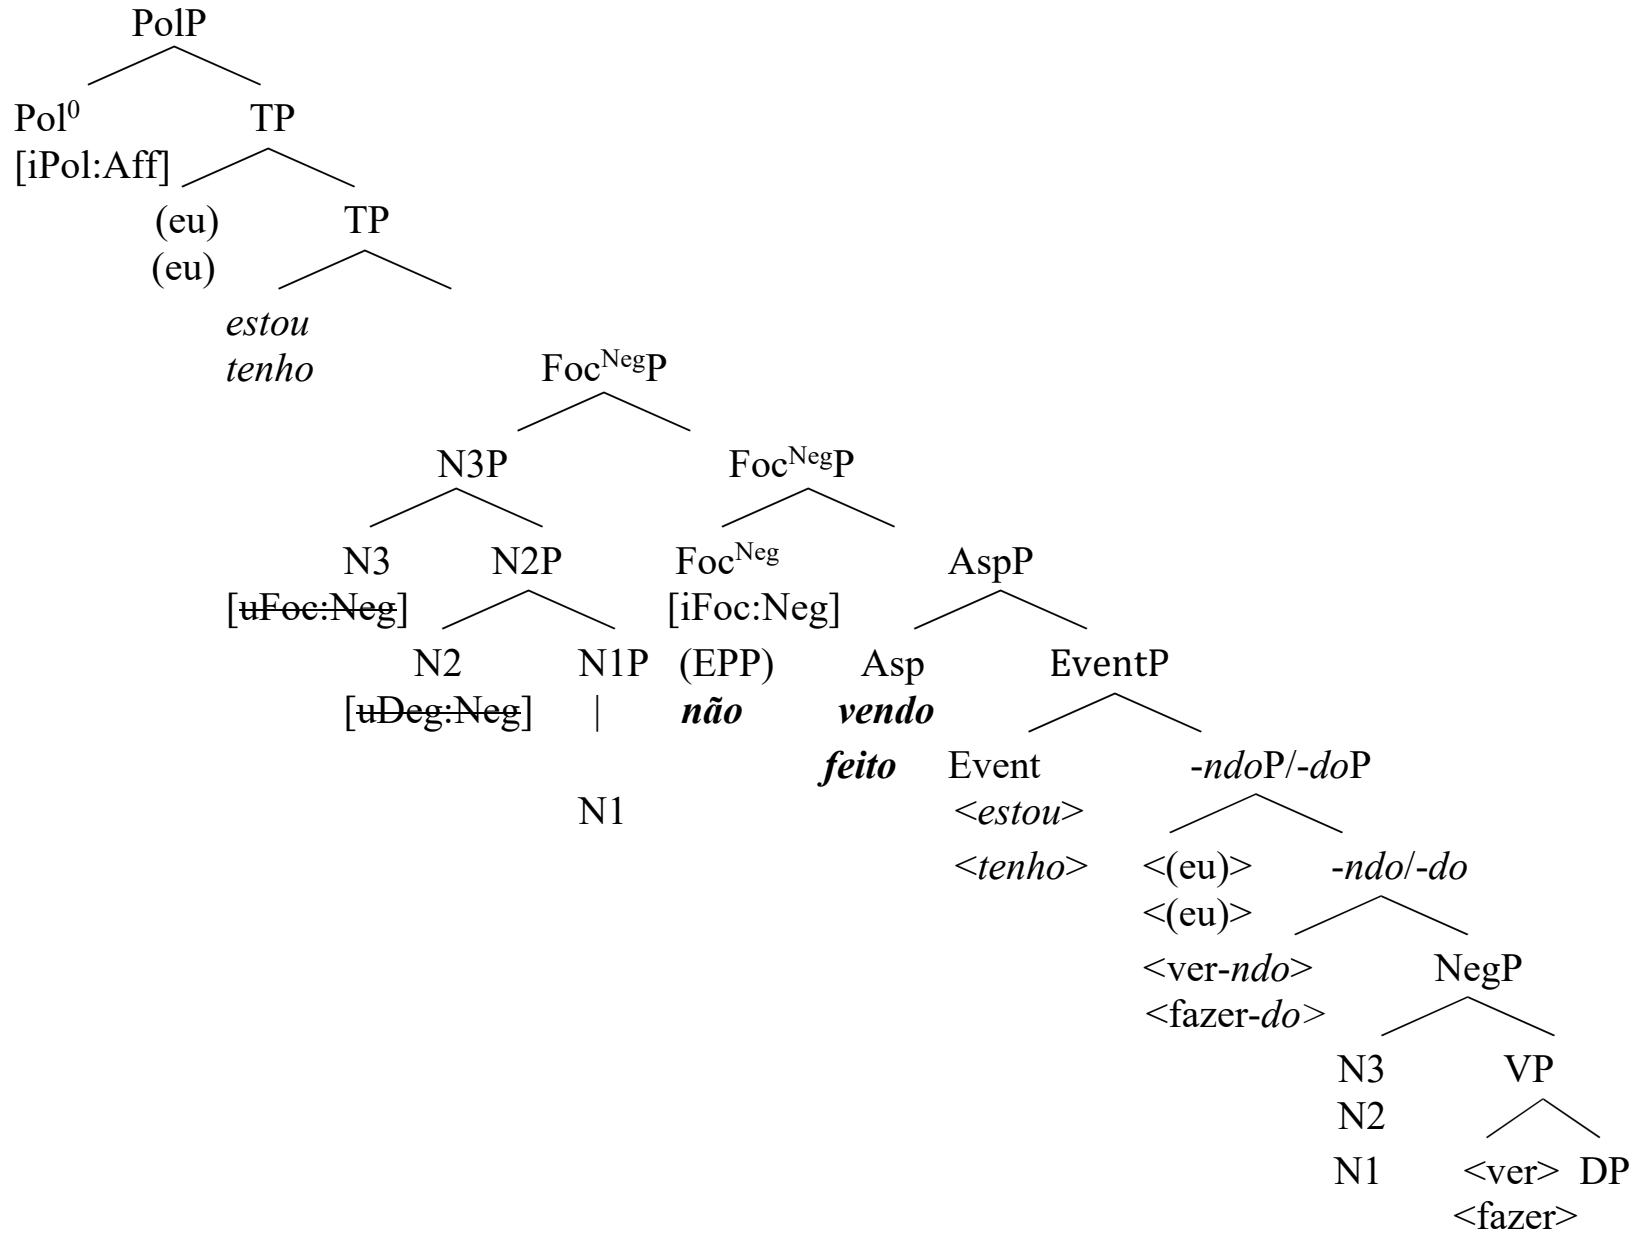 PolP
Pol⁰ TP
[iPol:Aff]
(eu) TP
(eu)
estou
tenho FocᴺᵉᵍP
N3P FocᴺᵉᵍP
N3 N2P Focᴺᵉᵍ AspP
[uFoc:Neg] [iFoc:Neg]
N2 N1P (EPP) Asp EventP
[uDeg:Neg] | não vendo
feito Event -ndoP/-doP
N1 <estou>
<tenho> <(eu)> -ndo/-do
<(eu)>
<ver-ndo> NegP
<fazer-do>
N3 VP
N2
N1 <ver> DP
<fazer>